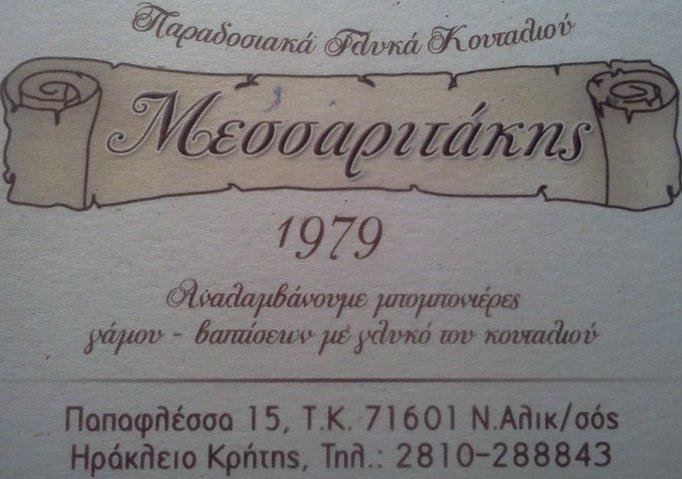 Παραδοσιακά Γλυκά Κουταλιού
Μεσσαριτάκης
1979
Αναλαμβάνουμε μπομπονιέρες
γάμου - βαπτίσεων με γλυκό του κουταλιού
Παπαφλέσσα 15, Τ.Κ. 71601 Ν.Αλικ/σός
Ηράκλειο Κρήτης, Τηλ.: 2810-288843